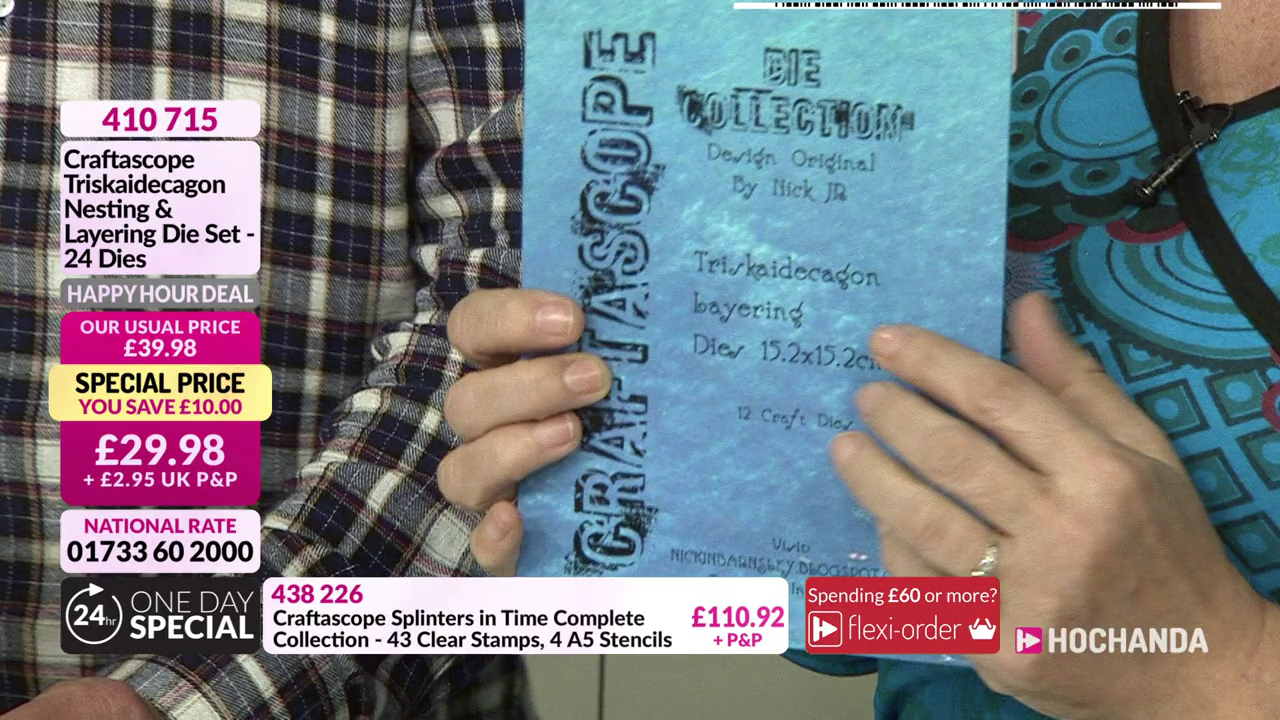 410 715
Craftascope
Triskaidecagon
Nesting &
Layering Die Set -
24 Dies
HAPPY HOUR DEAL
OUR USUAL PRICE
£39.98
SPECIAL PRICE
YOU SAVE £10.00
£29.98
+ £2.95 UK P&P
NATIONAL RATE
01733 60 2000
24hr
ONE DAY
SPECIAL
438 226
Craftascope Splinters in Time Complete
Collection - 43 Clear Stamps, 4 A5 Stencils
£110.92
+ P&P
Spending £60 or more?
flexi-order
HOCHANDA
CRAFTASCOPE
DIE
COLLECTION
Design Original
By Nick JR
Triskaidecagon
Layering
Dies 15.2x15.2cm
12 Craft Dies
Visit
NICKINBARNSLEY.BLOGSPOT.C